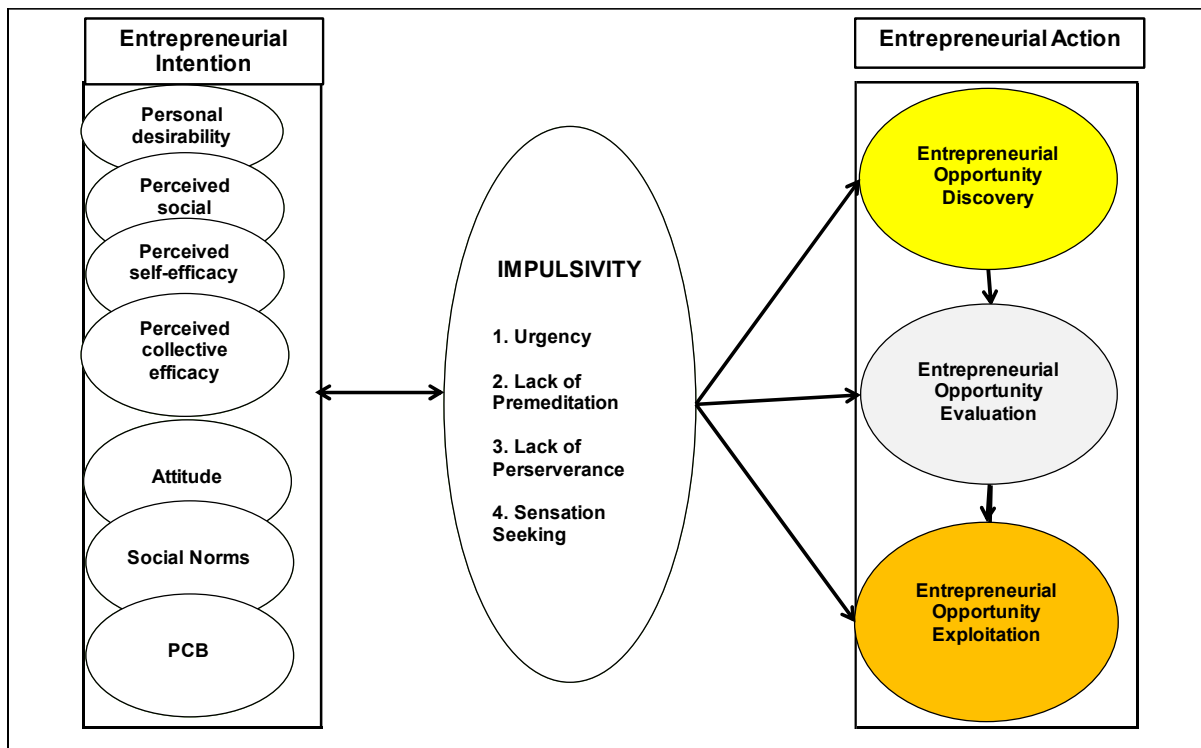 Entrepreneurial
Intention
Personal
desirability
Perceived
social
Perceived
self-efficacy
Perceived
collective
efficacy
Attitude
Social Norms
PCB
IMPULSIVITY
1. Urgency
2. Lack of
Premeditation
3. Lack of
Perserverance
4. Sensation
Seeking
Entrepreneurial Action
Entrepreneurial
Opportunity
Discovery
Entrepreneurial
Opportunity
Evaluation
Entrepreneurial
Opportunity
Exploitation